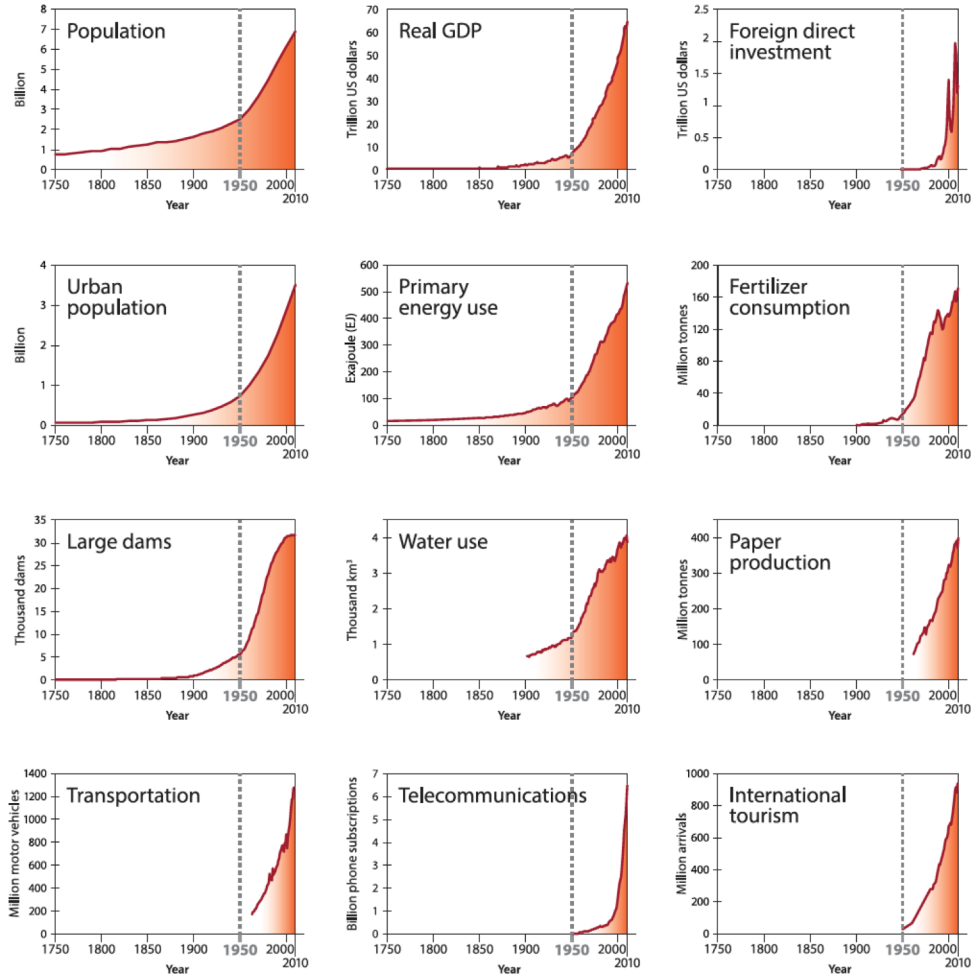 Population
Billion
8
7
6
5
4
3
2
1
0
1750 1800 1850 1900 1950 2000
2010
Year
Real GDP
Trillion US dollars
70
60
50
40
30
20
10
0
1750 1800 1850 1900 1950 2000
2010
Year
Foreign direct
investment
Trillion US dollars
2.5
2
1.5
1
0.5
0
1750 1800 1850 1900 1950 2000
2010
Year
Urban
population
Billion
4
3
2
1
0
1750 1800 1850 1900 1950 2000
2010
Year
Primary
energy use
Exajoule (EJ)
600
500
400
300
200
100
0
1750 1800 1850 1900 1950 2000
2010
Year
Fertilizer
consumption
Million tonnes
200
160
120
80
40
0
1750 1800 1850 1900 1950 2000
2010
Year
Large dams
Thousand dams
35
30
25
20
15
10
5
0
1750 1800 1850 1900 1950 2000
2010
Year
Water use
Thousand km³
4
3
2
1
0
1750 1800 1850 1900 1950 2000
2010
Year
Paper
production
Million tonnes
400
300
200
100
0
1750 1800 1850 1900 1950 2000
2010
Year
Transportation
Million motor vehicles
1400
1200
1000
800
600
400
200
0
1750 1800 1850 1900 1950 2000
2010
Year
Telecommunications
Billion phone subscriptions
7
6
5
4
3
2
1
0
1750 1800 1850 1900 1950 2000
2010
Year
International
tourism
Million arrivals
1000
800
600
400
200
0
1750 1800 1850 1900 1950 2000
2010
Year